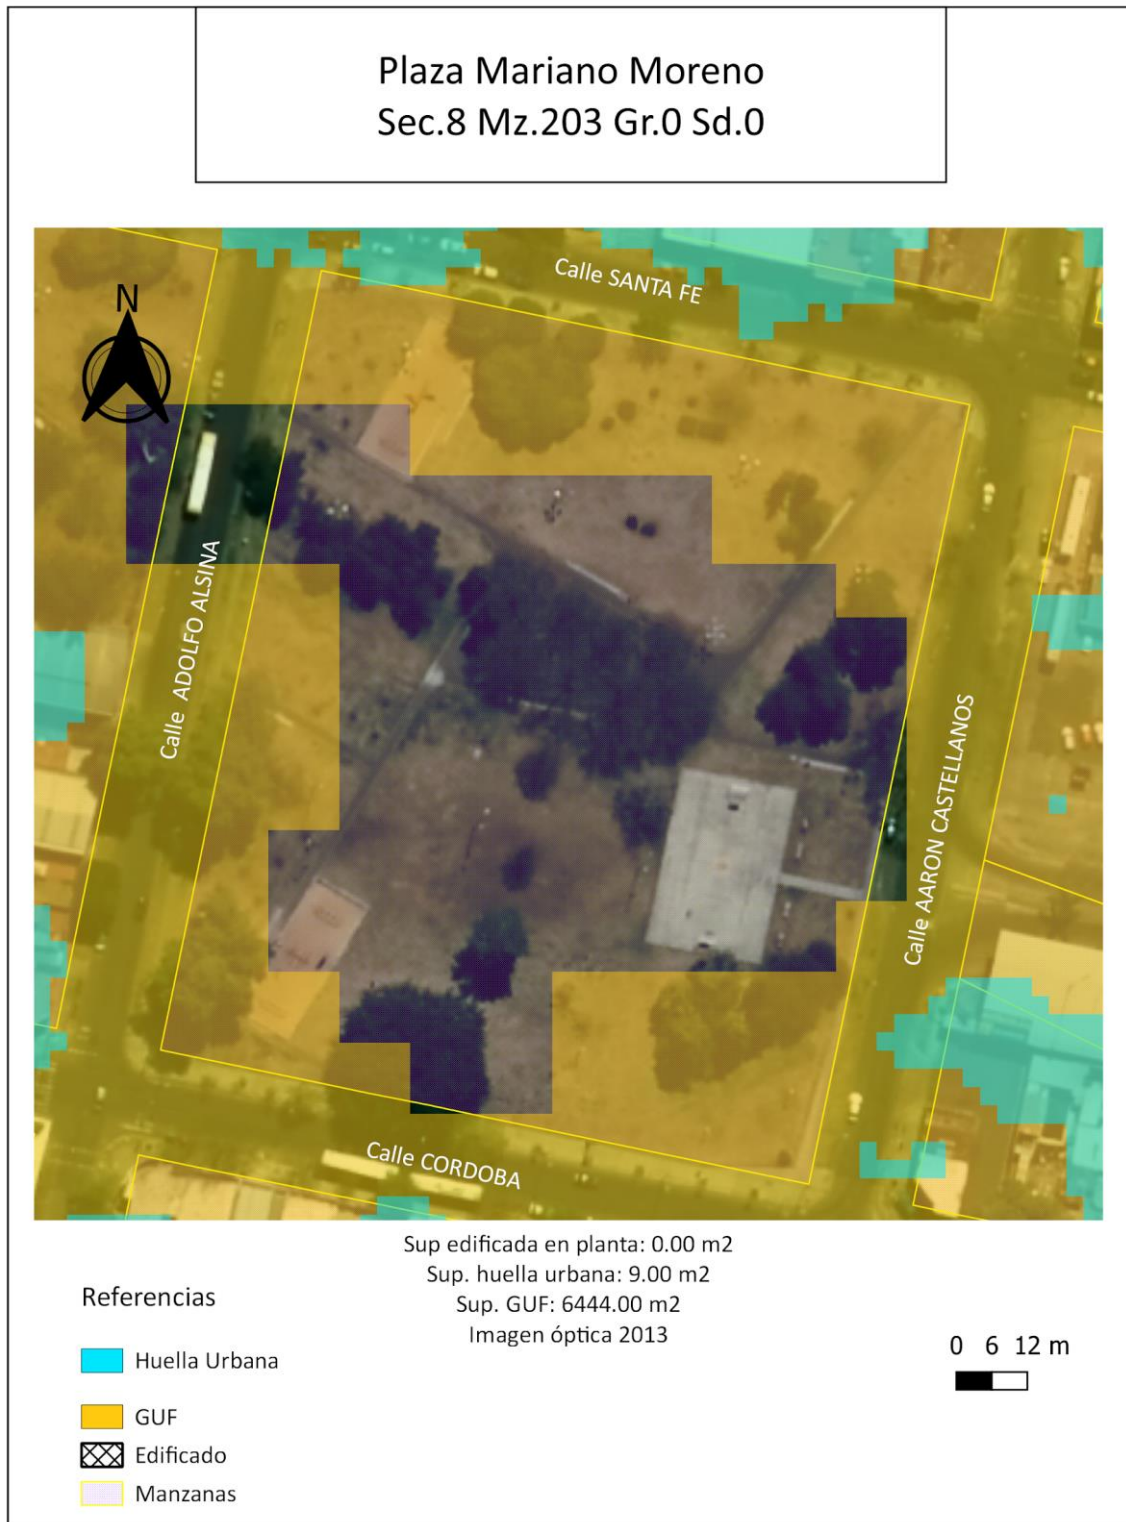 Plaza Mariano Moreno
Sec.8 Mz.203 Gr.0 Sd.0
Calle SANTA FE
N
Calle ADOLFO ALSINA
Calle AARON CASTELLANOS
Calle CORDOBA
Sup edificada en planta: 0.00 m2
Sup. huella urbana: 9.00 m2
Sup. GUF: 6444.00 m2
Imagen óptica 2013
Referencias
Huella Urbana
GUF
Edificado
Manzanas
0 6 12 m